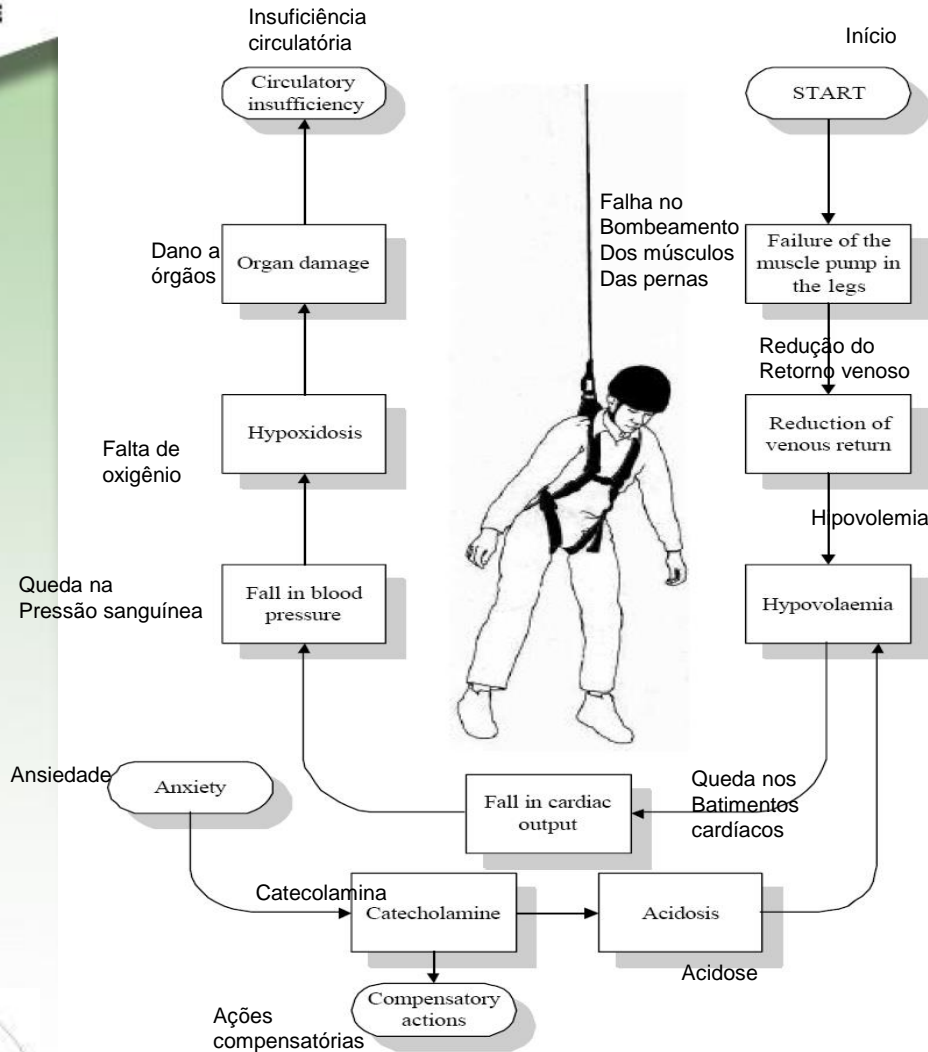 Insuficiência
circulatória
Circulatory
insufficiency
Início
START
Dano a
órgãos
Organ damage
Falha no
Bombeamento
Dos músculos
Das pernas
Failure of the
muscle pump in
the legs
Redução do
Retorno venoso
Reduction of
venous return
Falta de
oxigênio
Hypoxidosis
Hipovolemia
Hypovolaemia
Queda na
Pressão sanguínea
Fall in blood
pressure
Ansiedade
Anxiety
Fall in cardiac
output
Queda nos
Batimentos
cardíacos
Catecolamina
Catecholamine
Acidosis
Acidose
Ações
compensatórias
Compensatory
actions